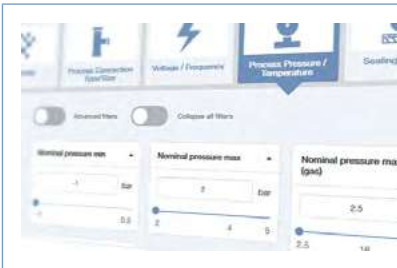 Process Connection
Type/Size
Voltage / Frequency
Process Pressure /
Temperature
Sealing
Advanced filters
Collapse all filters
Nominal pressure min
-1
bar
-1
0.5
Nominal pressure max
2
bar
2
4
5
Nominal pressure max
(gas)
2.5
2.5
16